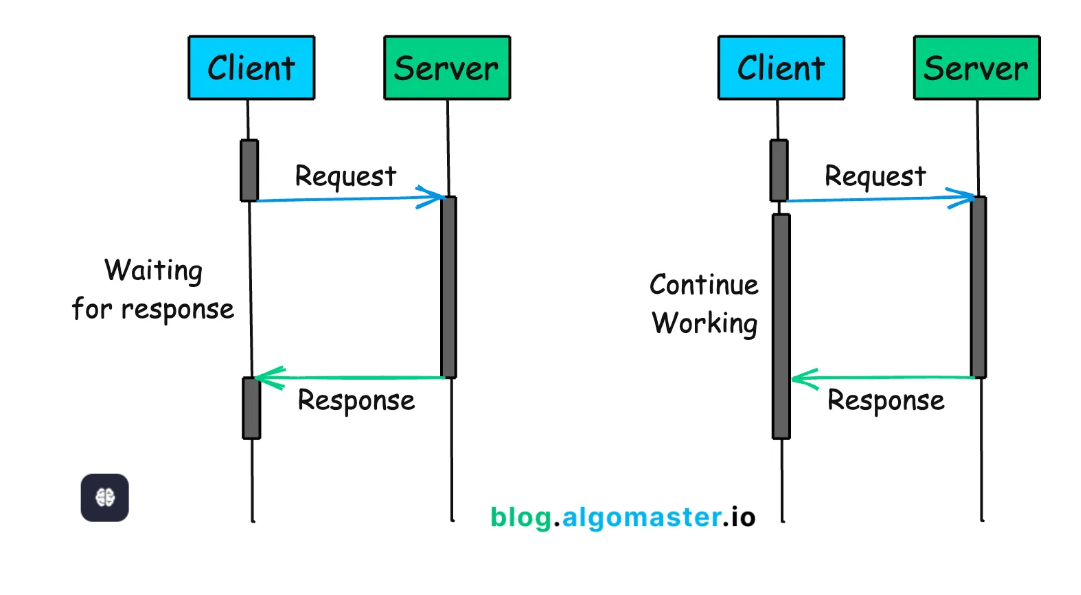 Client
Server
Request
Waiting
for response
Response
Client
Server
Request
Continue
Working
Response
blog.algomaster.io